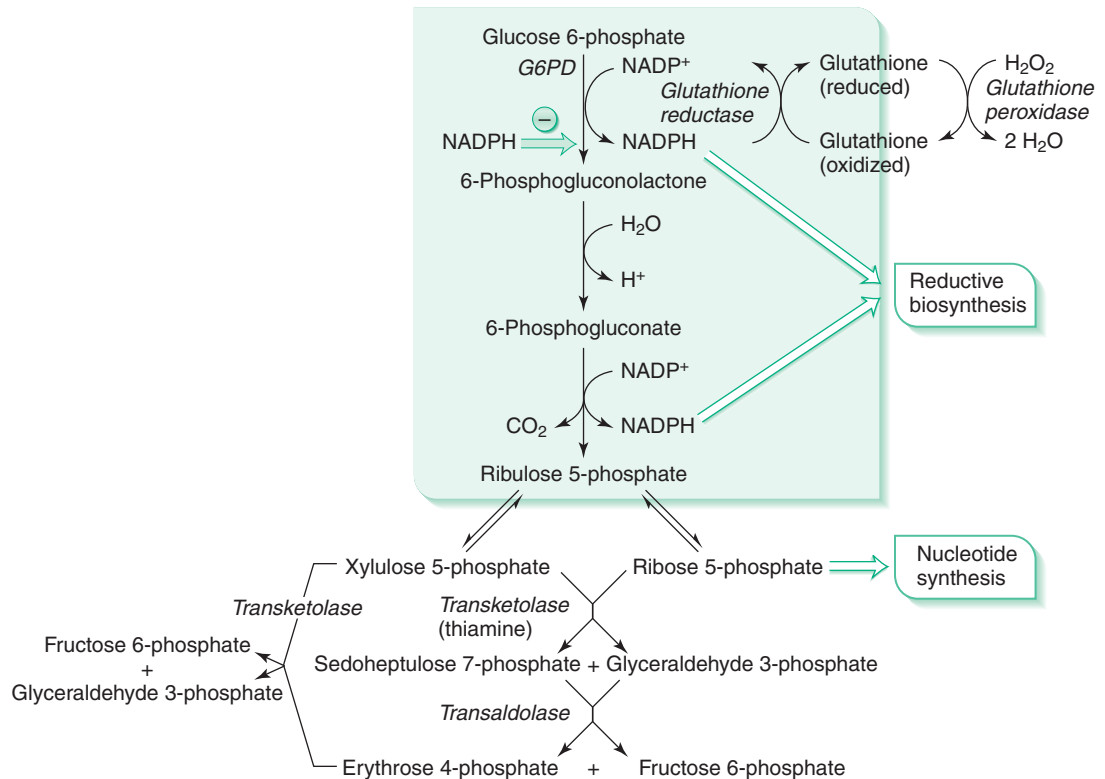 Glucose 6-phosphate
G6PD
NADP⁺
Glutathione
reductase
Glutathione
(reduced)
H₂O₂
Glutathione
peroxidase
−
NADPH
NADPH
Glutathione
(oxidized)
2 H₂O
6-Phosphogluconolactone
H₂O
H⁺
Reductive
biosynthesis
6-Phosphogluconate
NADP⁺
CO₂
NADPH
Ribulose 5-phosphate
Xylulose 5-phosphate
Ribose 5-phosphate
Nucleotide
synthesis
Transketolase
Transketolase
(thiamine)
Fructose 6-phosphate
+
Glyceraldehyde 3-phosphate
Sedoheptulose 7-phosphate + Glyceraldehyde 3-phosphate
Transaldolase
Erythrose 4-phosphate + Fructose 6-phosphate